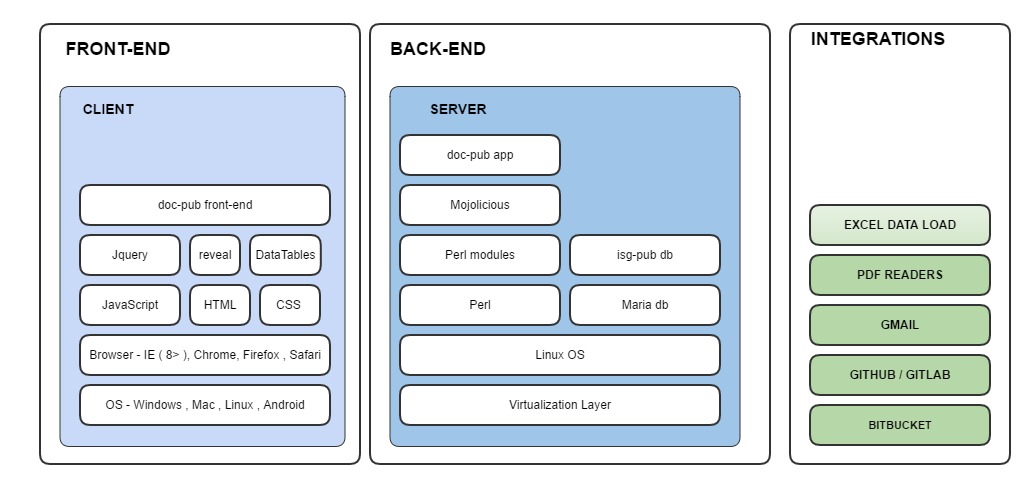 FRONT-END
CLIENT
doc-pub front-end
Jquery
reveal
DataTables
JavaScript
HTML
CSS
Browser - IE ( 8> ), Chrome, Firefox , Safari
OS - Windows , Mac , Linux , Android
BACK-END
SERVER
doc-pub app
Mojolicious
Perl modules
isg-pub db
Perl
Maria db
Linux OS
Virtualization Layer
INTEGRATIONS
EXCEL DATA LOAD
PDF READERS
GMAIL
GITHUB / GITLAB
BITBUCKET